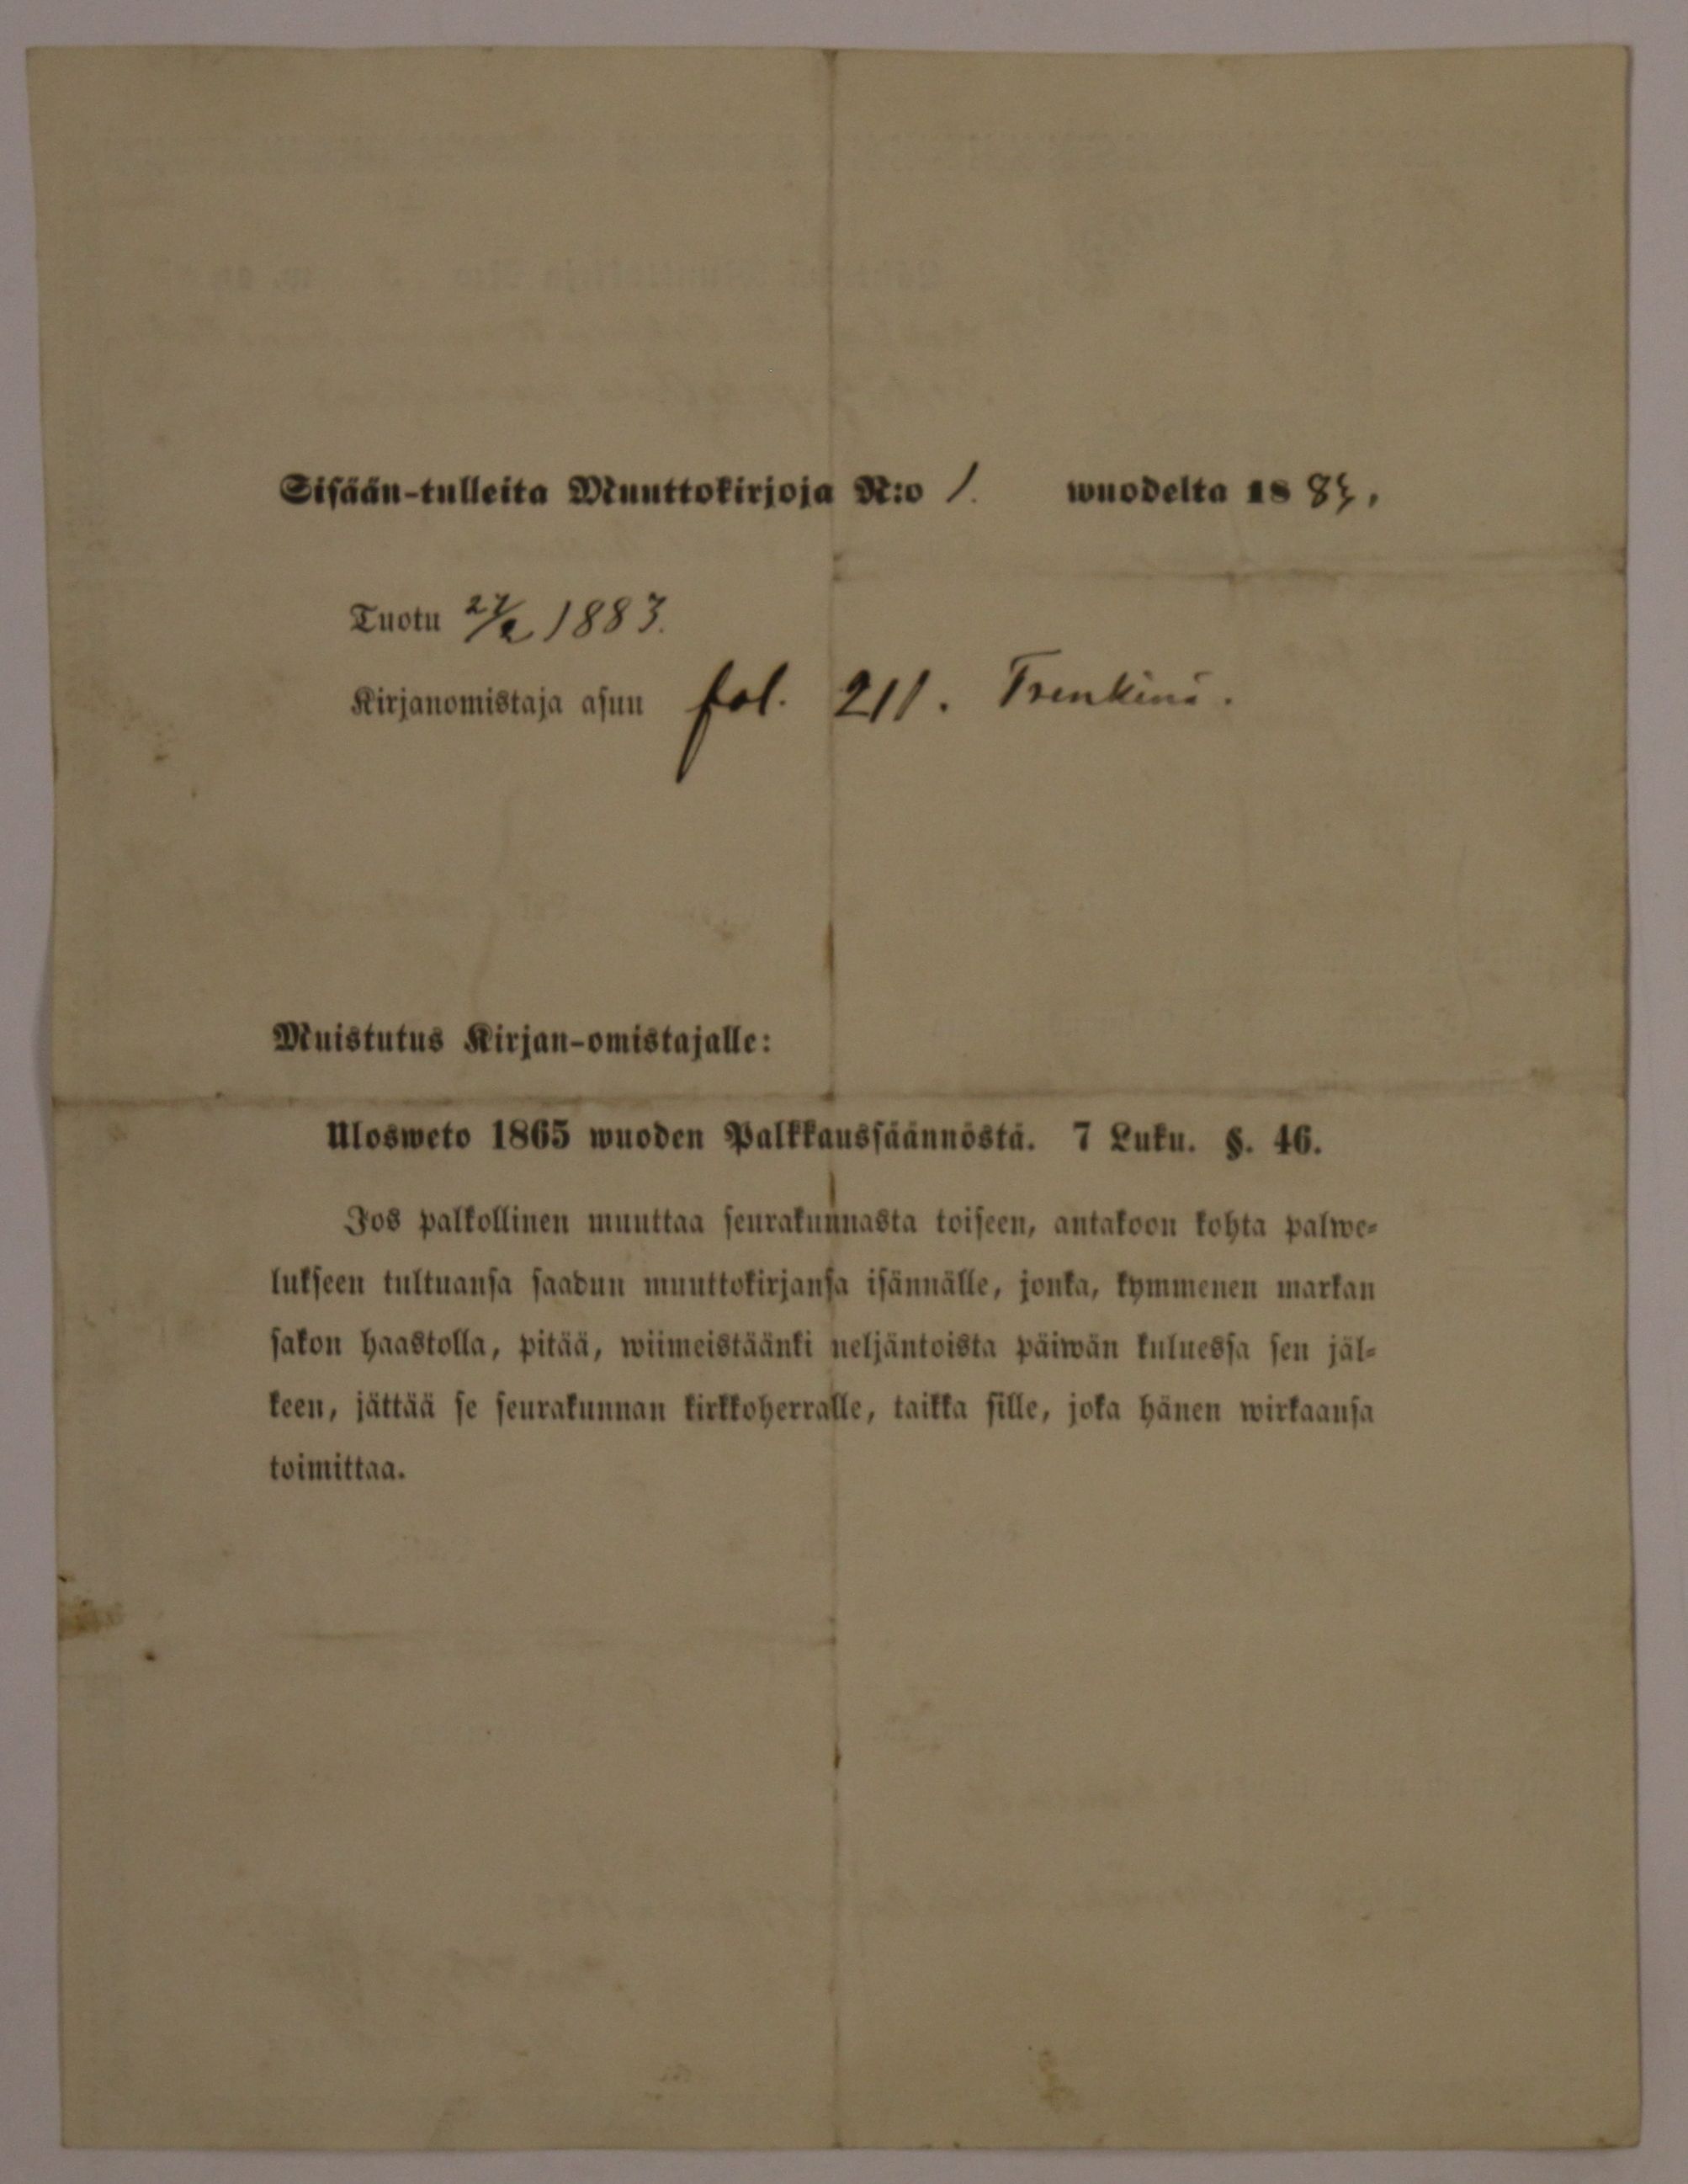 Sisään-tulleita Muuttokirjoja N:o 1. wuodelta 1883.
Tuotu 27/2 1883.
Kirjanomistaja asuu fol. 211.
Muistutus Kirjan-omistajalle:
Ulosweto 1865 wuoden Palkkaussäännöstä. 7 Luku. §. 46.
Jos palkollinen muuttaa seurakunnasta toiseen, antakoon kohta palwe-
lukseen tultuansa saadun muuttokirjansa isännälle, jonka, kymmenen markan
sakon haastolla, pitää, wiimeistäänki neljäntoista päiwän kuluessa sen jäl-
keen, jättää se seurakunnan kirkkoherralle, taikka sille, joka hänen wirkaansa
toimittaa.